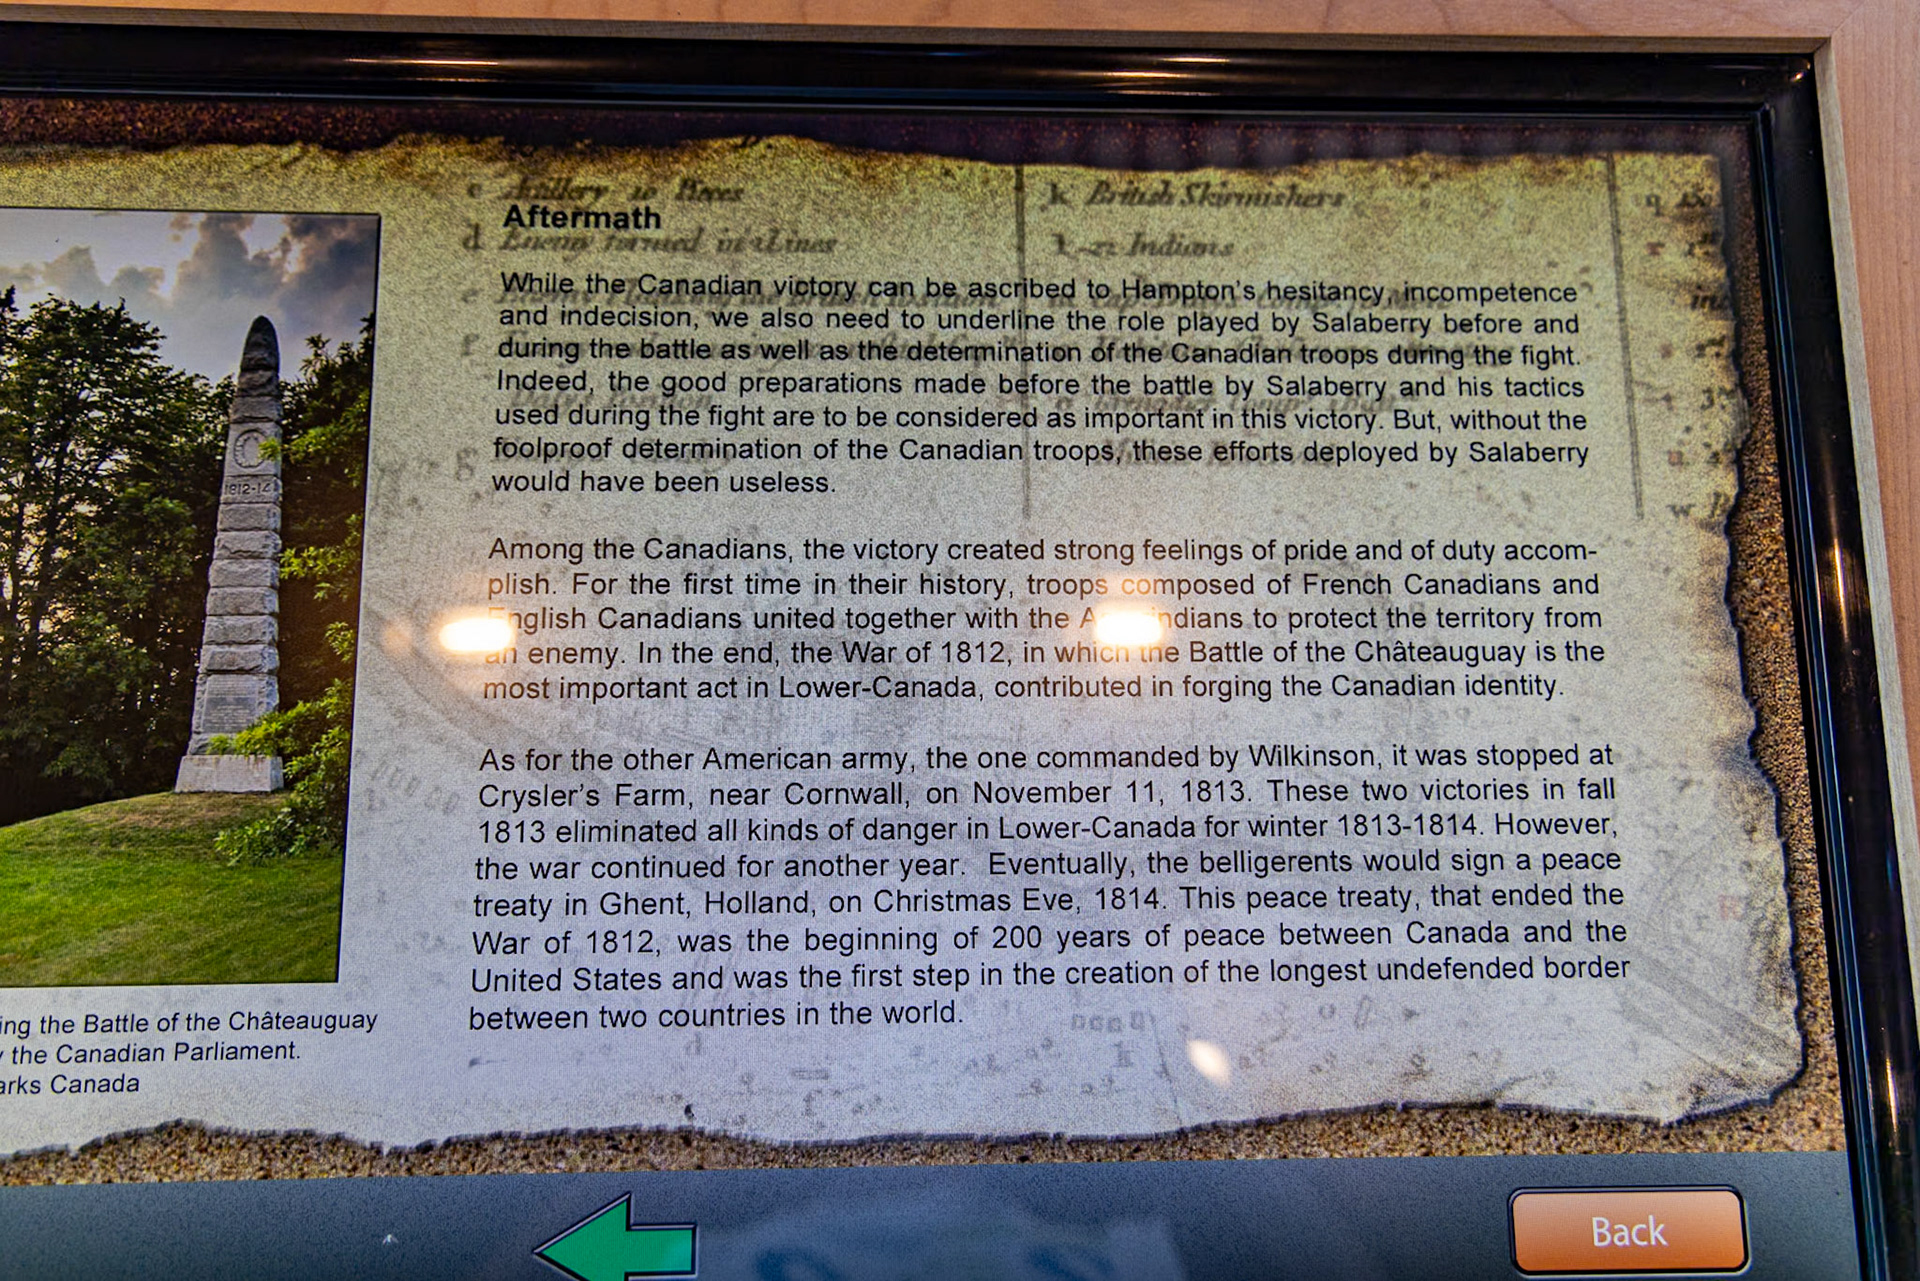 Artillery 10 Pieces
k British Skirmishers
Aftermath
d Enemy formed in Lines
Indians
While the Canadian victory can be ascribed to Hampton's hesitancy, incompetence
and indecision, we also need to underline the role played by Salaberry before and
during the battle as well as the determination of the Canadian troops during the fight.
Indeed, the good preparations made before the battle by Salaberry and his tactics
used during the fight are to be considered as important in this victory. But, without the
foolproof determination of the Canadian troops, these efforts deployed by Salaberry
would have been useless.
Among the Canadians, the victory created strong feelings of pride and of duty accom-
plish. For the first time in their history, troops composed of French Canadians and
English Canadians united together with the to protect the territory from
an enemy. In the end, the War of 1812, in which the Battle of the Châteauguay is the
most important act in Lower-Canada, contributed in forging the Canadian identity.
As for the other American army, the one commanded by Wilkinson, it was stopped at
Crysler's Farm, near Cornwall, on November 11, 1813. These two victories in fall
1813 eliminated all kinds of danger in Lower-Canada for winter 1813-1814. However,
the war continued for another year. Eventually, the belligerents would sign a peace
treaty in Ghent, Holland, on Christmas Eve, 1814. This peace treaty, that ended the
War of 1812, was the beginning of 200 years of peace between Canada and the
United States and was the first step in the creation of the longest undefended border
between two countries in the world.
1812-14
ing the Battle of the Châteauguay
the Canadian Parliament.
arks Canada
Back